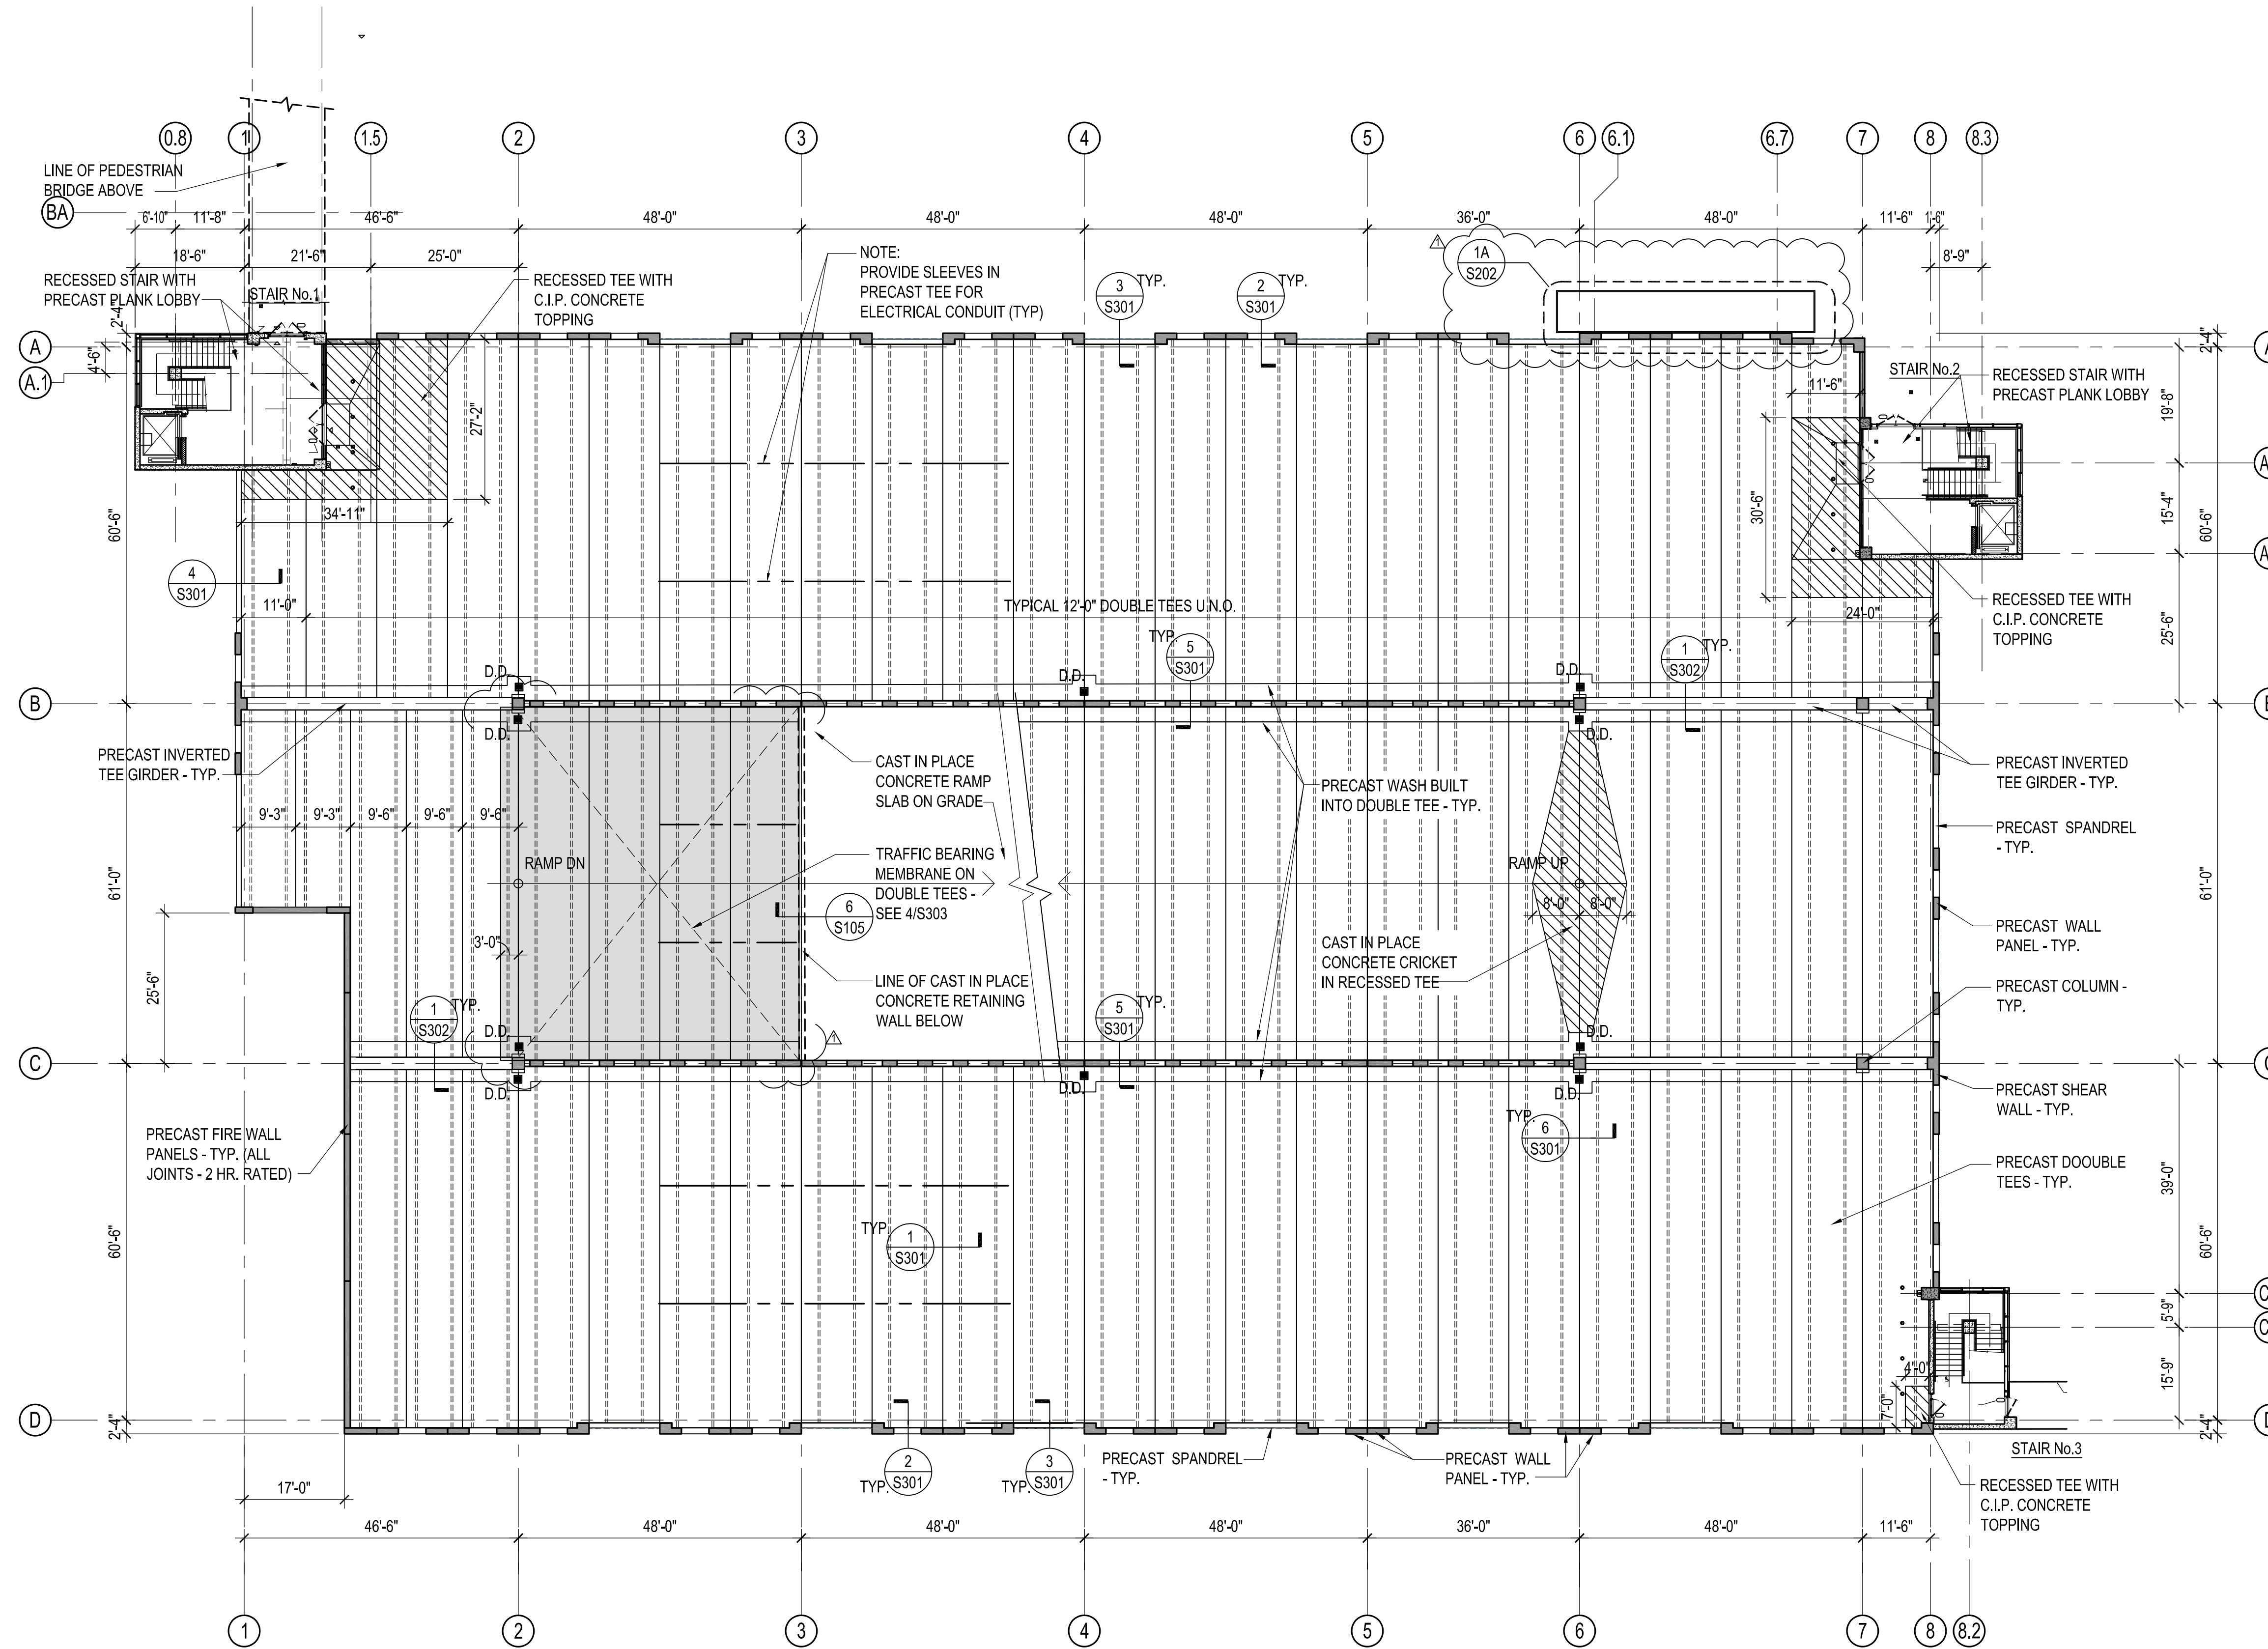 0.8
1
1.5
2
3
4
5
6
6.1
6.7
7
8
8.3
LINE OF PEDESTRIAN
BRIDGE ABOVE
BA
6'-10"
11'-8"
46'-6"
48'-0"
48'-0"
48'-0"
36'-0"
48'-0"
11'-6"
1'-6"
18'-6"
21'-6"
25'-0"
8'-9"
NOTE:
PROVIDE SLEEVES IN
PRECAST TEE FOR
ELECTRICAL CONDUIT (TYP)
1
1A
S202
3
S301
TYP.
2
S301
TYP.
RECESSED STAIR WITH
PRECAST PLANK LOBBY
STAIR No.1
RECESSED TEE WITH
C.I.P. CONCRETE
TOPPING
2'-4"
A
4'-6"
A.1
27'-2"
34'-11"
60'-6"
2'-4"
11'-6"
STAIR No.2
RECESSED STAIR WITH
PRECAST PLANK LOBBY
19'-8"
30'-6"
15'-4"
60'-6"
4
S301
11'-0"
TYPICAL 12'-0" DOUBLE TEES U.N.O.
24'-0"
RECESSED TEE WITH
C.I.P. CONCRETE
TOPPING
25'-6"
TYP.
5
S301
1
S302
TYP.
D.D.
D.D.
D.D.
B
D.D.
D.D.
PRECAST INVERTED
TEE GIRDER - TYP.
CAST IN PLACE
CONCRETE RAMP
SLAB ON GRADE
PRECAST WASH BUILT
INTO DOUBLE TEE - TYP.
PRECAST INVERTED
TEE GIRDER - TYP.
9'-3"
9'-3"
9'-6"
9'-6"
9'-6"
PRECAST SPANDREL
- TYP.
RAMP DN
TRAFFIC BEARING
MEMBRANE ON
DOUBLE TEES -
SEE 4/S303
RAMP UP
61'-0"
61'-0"
6
S105
8'-0"
8'-0"
3'-0"
CAST IN PLACE
CONCRETE CRICKET
IN RECESSED TEE
PRECAST WALL
PANEL - TYP.
25'-6"
LINE OF CAST IN PLACE
CONCRETE RETAINING
WALL BELOW
PRECAST COLUMN -
TYP.
1
S302
TYP.
5
S301
TYP.
D.D.
1
D.D.
C
D.D.
D.D.
D.D.
PRECAST SHEAR
WALL - TYP.
PRECAST FIRE WALL
PANELS - TYP. (ALL
JOINTS - 2 HR. RATED)
TYP.
6
S301
PRECAST DOOUBLE
TEES - TYP.
39'-0"
60'-6"
60'-6"
TYP.
1
S301
5'-9"
15'-9"
4'-0"
7'-0"
D
2'-4"
2'-4"
STAIR No.3
2
S301
TYP.
3
S301
TYP.
PRECAST SPANDREL
- TYP.
PRECAST WALL
PANEL - TYP.
RECESSED TEE WITH
C.I.P. CONCRETE
TOPPING
17'-0"
46'-6"
48'-0"
48'-0"
48'-0"
36'-0"
48'-0"
11'-6"
1
2
3
4
5
6
7
8
8.2